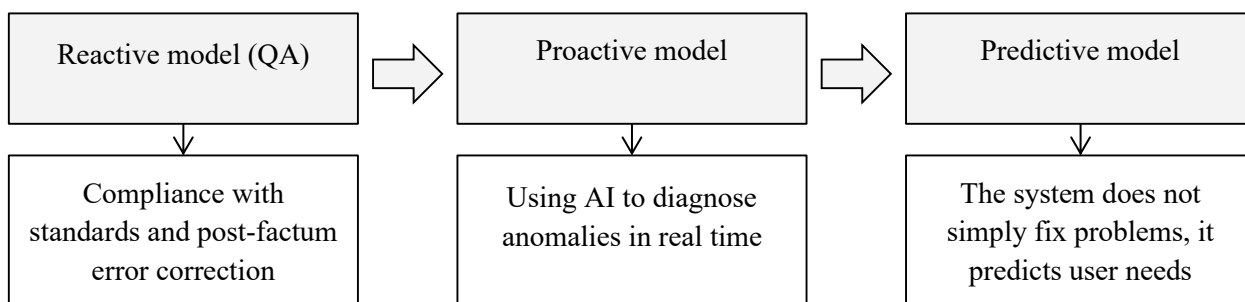 Reactive model (QA)
Proactive model
Predictive model
Compliance with
standards and post-factum
error correction
Using AI to diagnose
anomalies in real time
The system does not
simply fix problems, it
predicts user needs